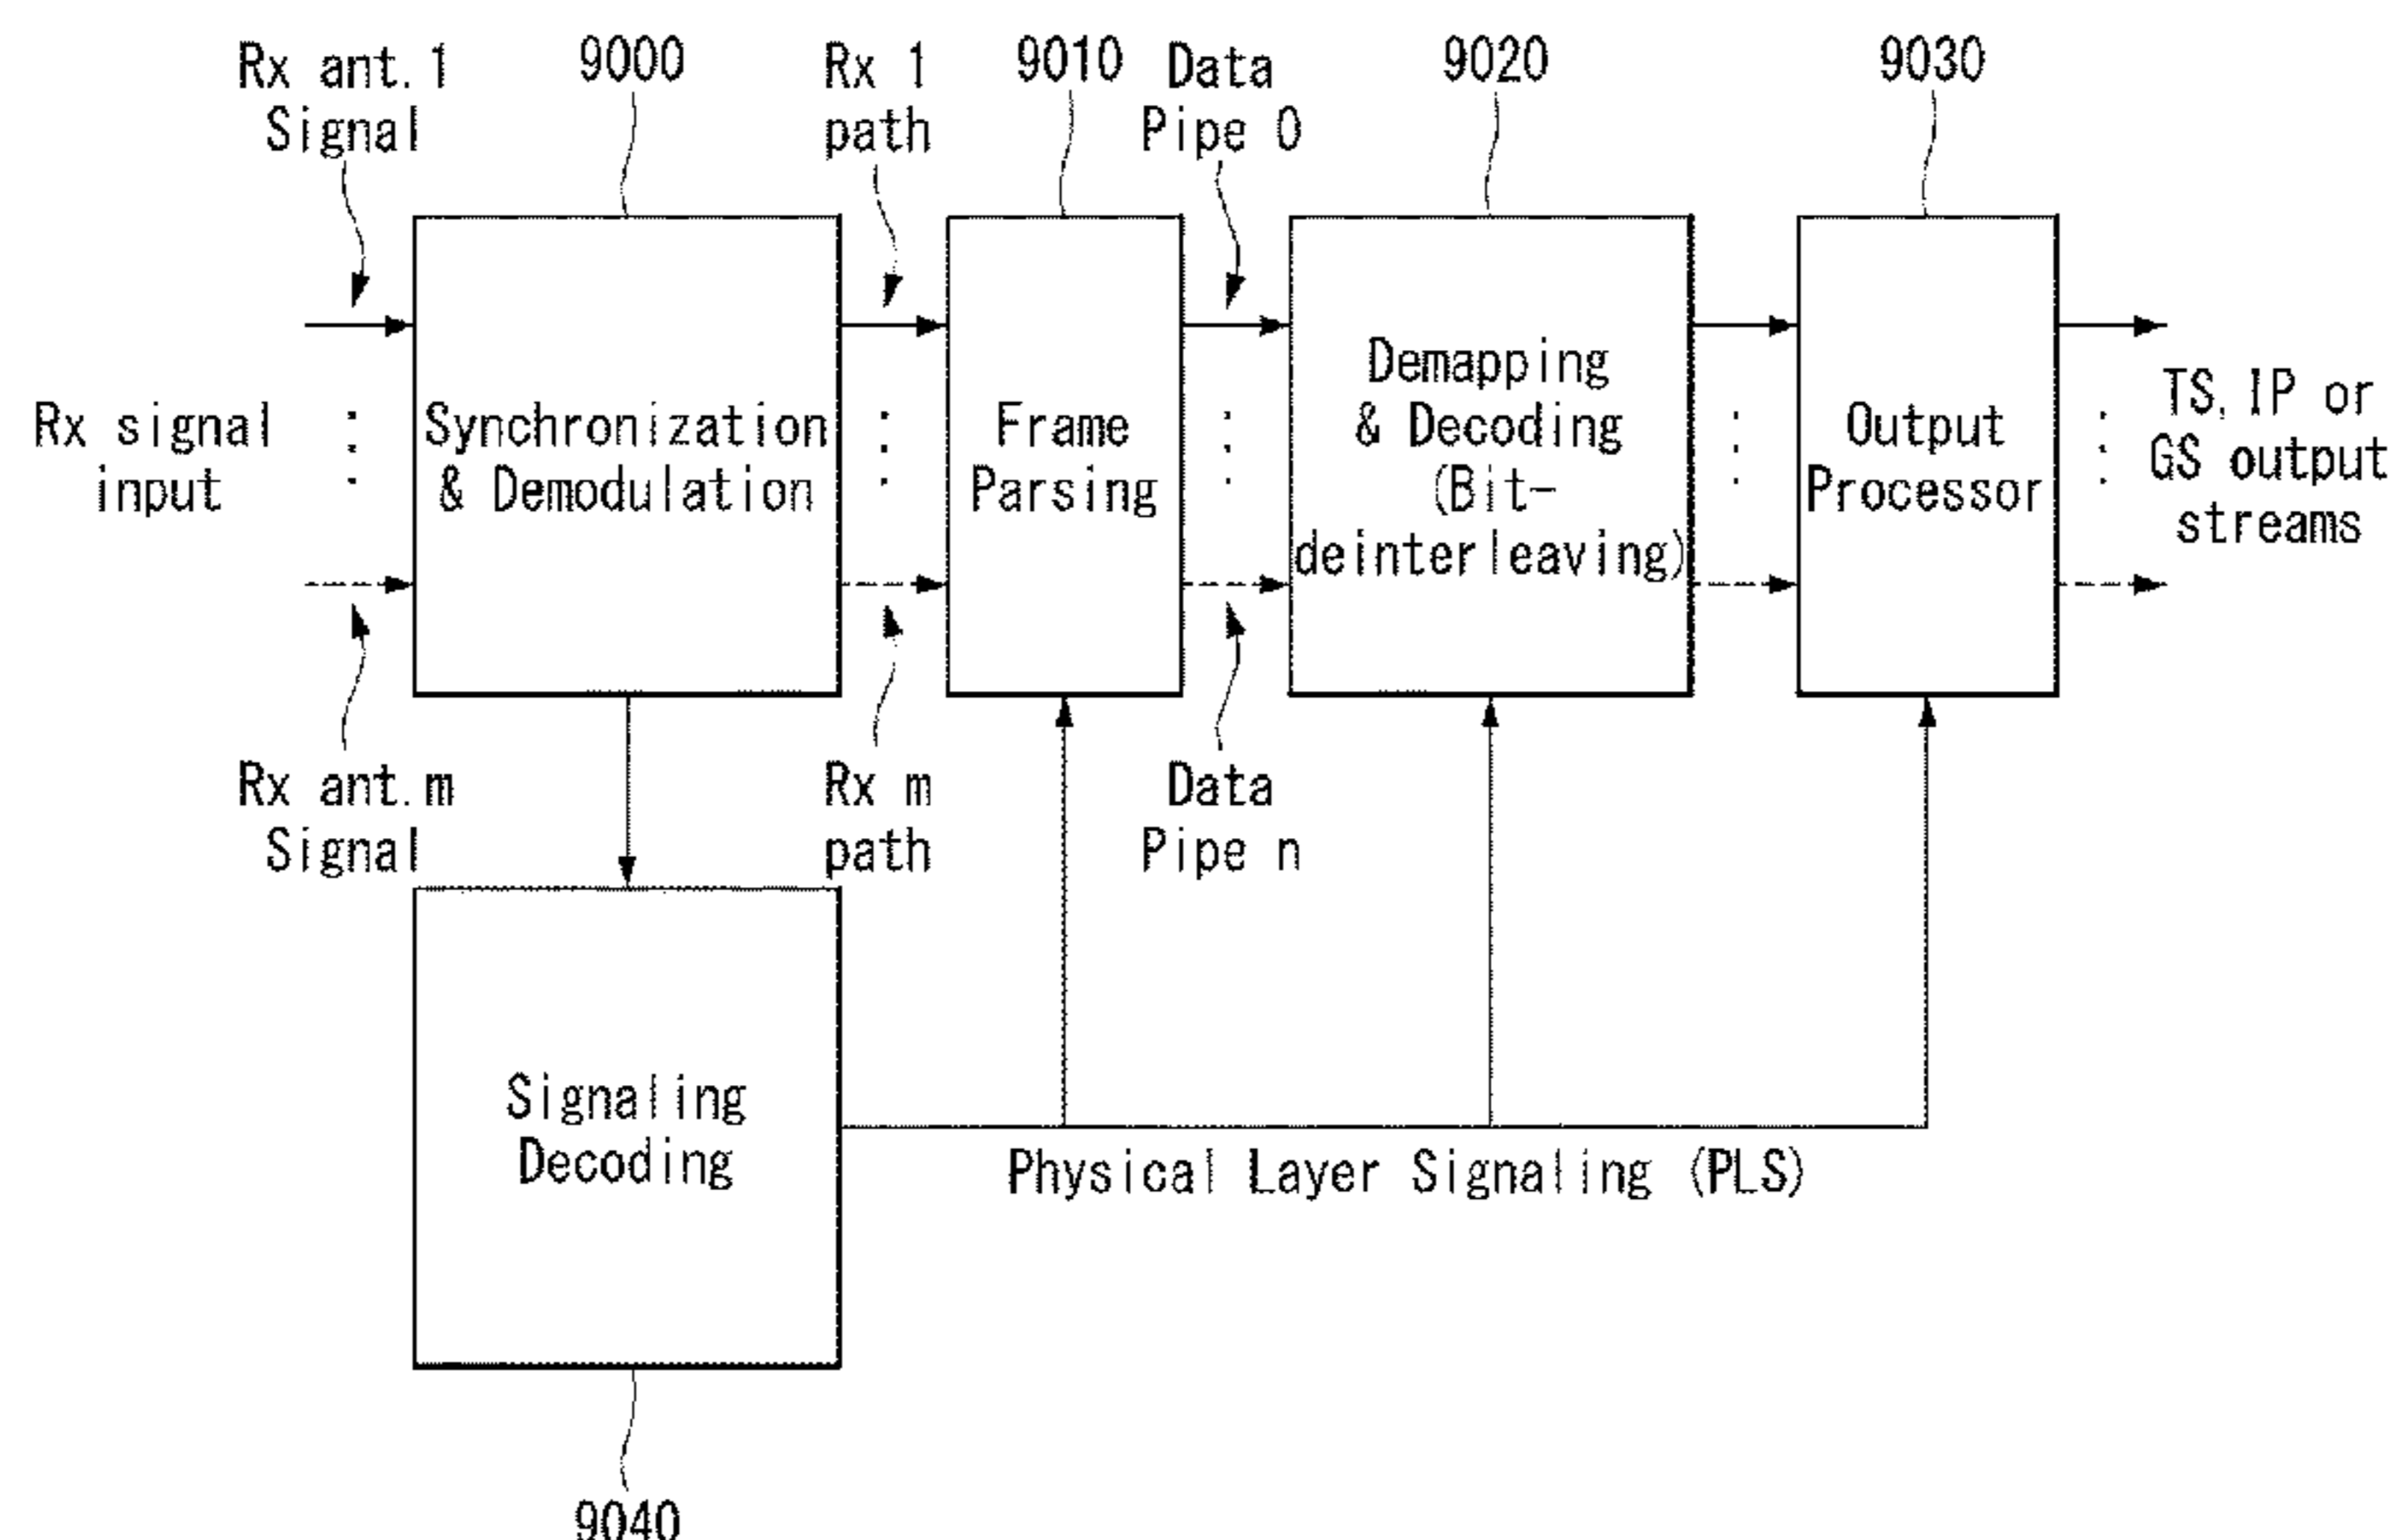 Rx ant.1
Signal
9000
Rx 1
path
9010
Data
Pipe 0
9020
9030
Rx signal
input
Synchronization
& Demodulation
Frame
Parsing
Demapping
& Decoding
(Bit-
deinterleaving)
Output
Processor
TS, IP or
GS output
streams
Rx ant.m
Signal
Rx m
path
Data
Pipe n
Signaling
Decoding
Physical Layer Signaling (PLS)
9040